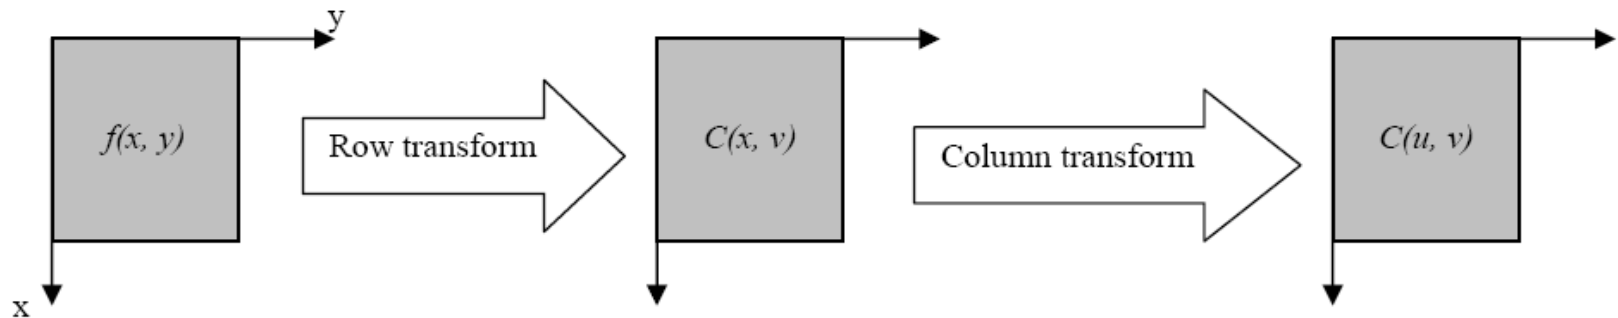 y
f(x, y)
Row transform
C(x, v)
Column transform
C(u, v)
x